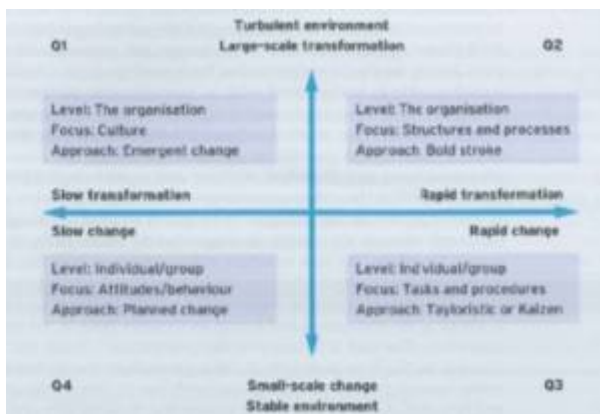 Turbulent environment
Q1 Large-scale transformation Q2
Level: The organisation
Focus: Culture
Approach: Emergent change
Level: The organisation
Focus: Structures and processes
Approach: Bold stroke
Slow transformation Rapid transformation
Slow change Rapid change
Level: Individual/group
Focus: Attitudes/behaviour
Approach: Planned change
Level: Individual/group
Focus: Tasks and procedures
Approach: Tayloristic or Kaizen
Q4 Small-scale change Q3
Stable environment